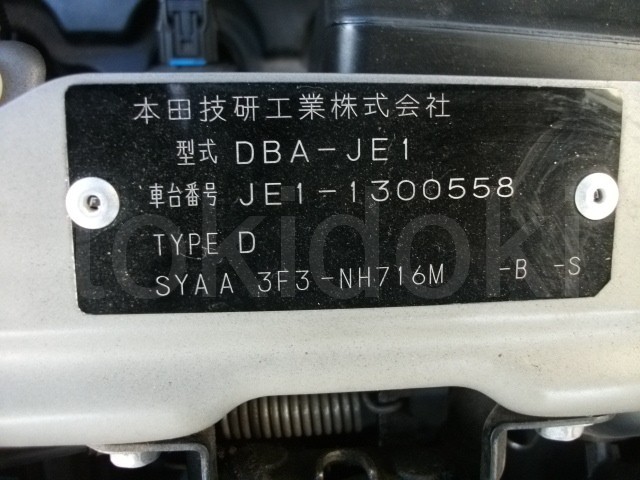 本田技研工業株式会社
型式 DBA-JE1
車台番号 JE1-1300558
TYPE D
SYAA 3F3-NH716M -B -S
tokidoki